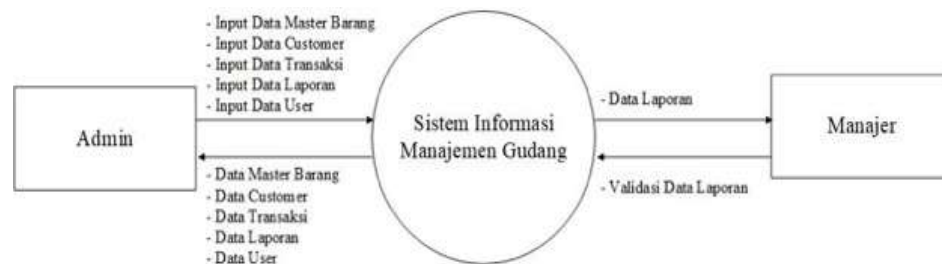 - Input Data Master Barang
- Input Data Customer
- Input Data Transaksi
- Input Data Laporan
- Input Data User
Admin
- Data Master Barang
- Data Customer
- Data Transaksi
- Data Laporan
- Data User
Sistem Informasi
Manajemen Gudang
- Data Laporan
Manajer
- Validasi Data Laporan